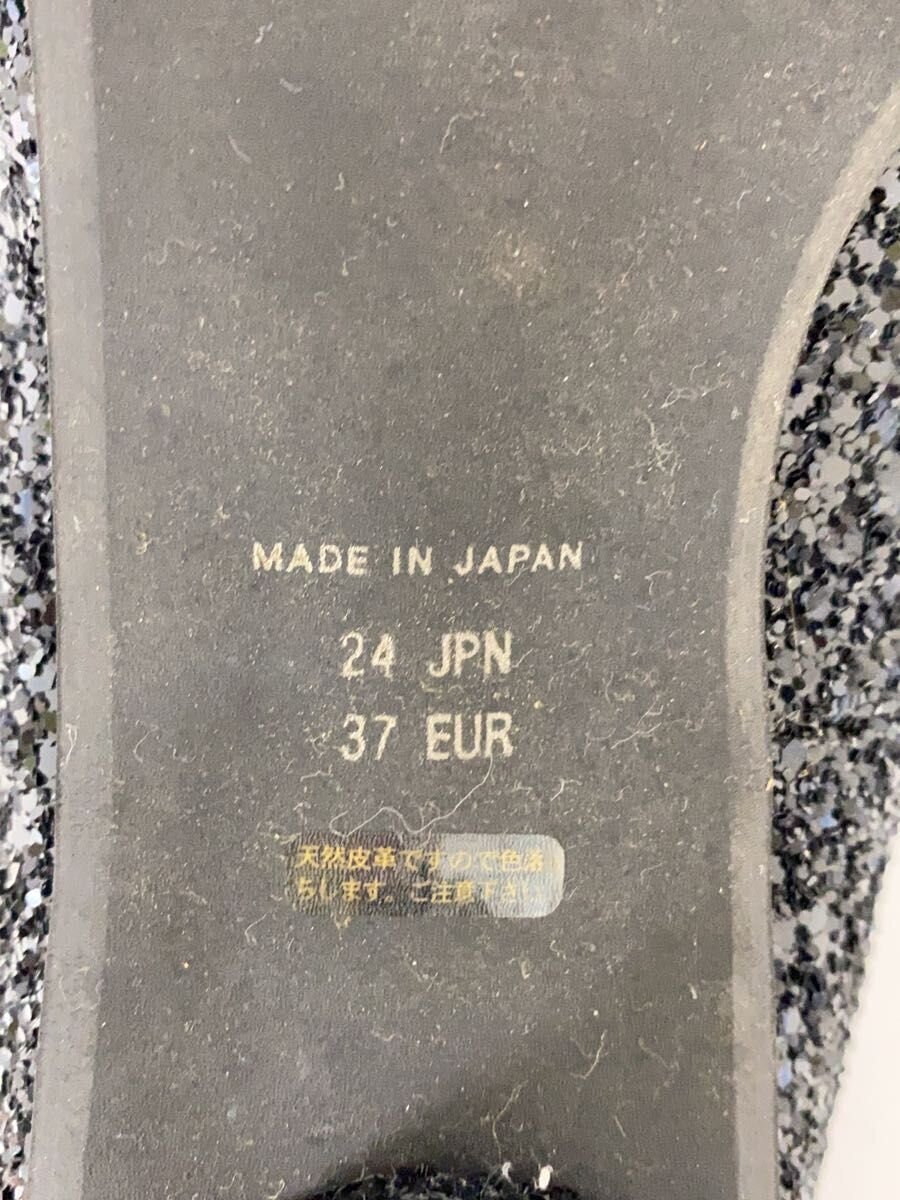 MADE IN JAPAN
24 JPN
37 EUR
天然皮革ですので色落
ちします。ご注意下さい。